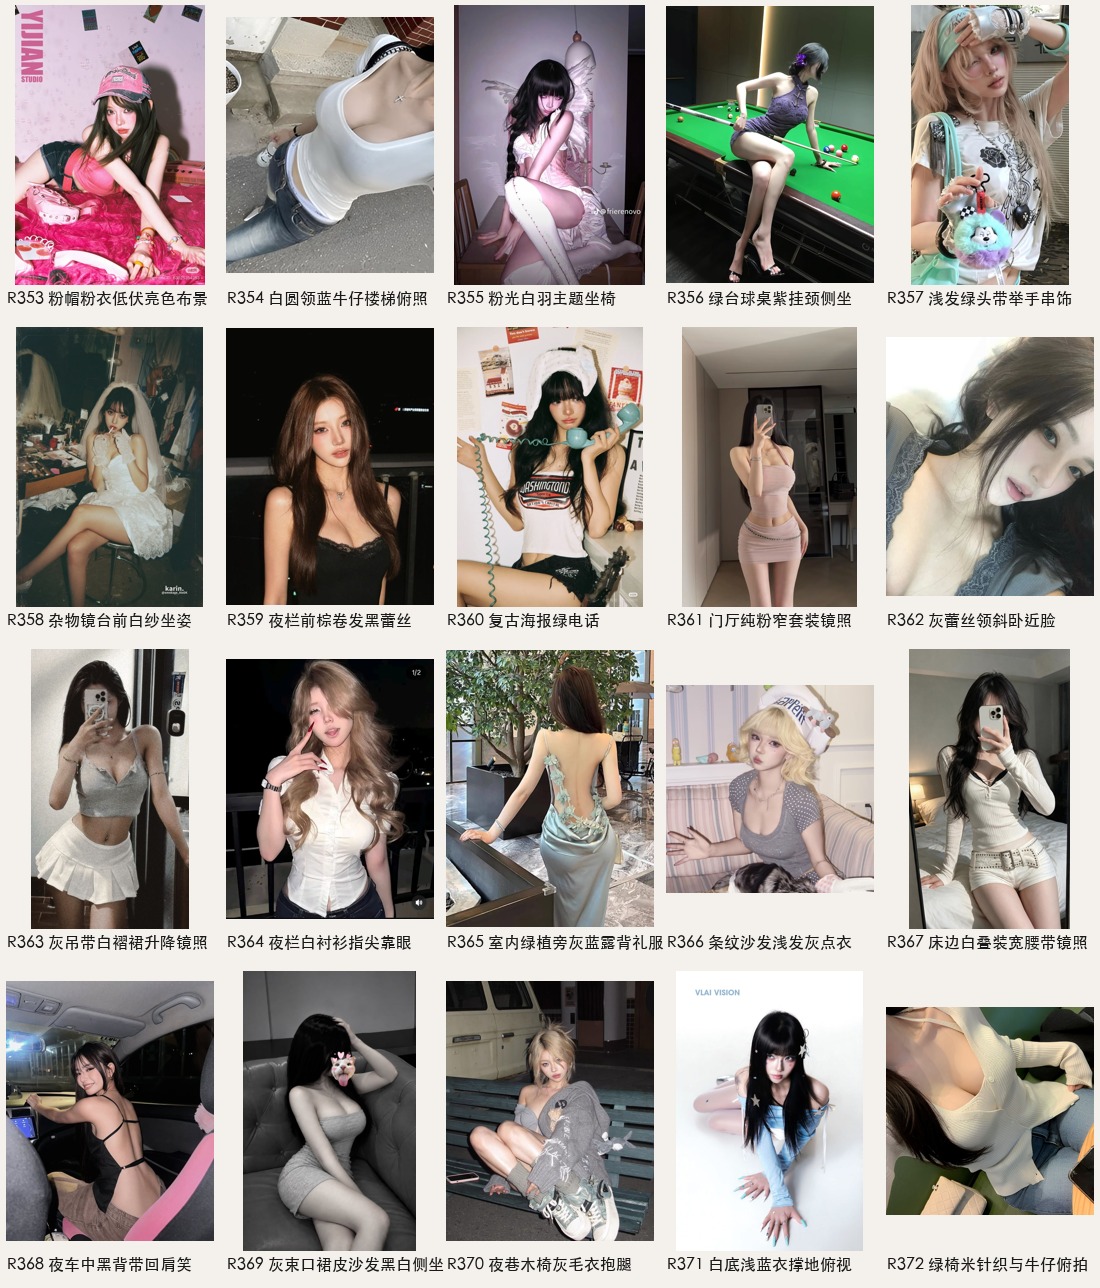 YIJIAN
STUDIO
@frierenovo
R353 粉帽粉衣低伏亮色布景
R354 白圆领蓝牛仔楼梯俯照
R355 粉光白羽主题坐椅
R356 绿台球桌紫挂颈侧坐
R357 浅发绿头带举手串饰
WASHINGTONG
karin.
R358 杂物镜台前白纱坐姿
R359 夜栏前棕卷发黑蕾丝
R360 复古海报绿电话
R361 门厅纯粉窄套装镜照
R362 灰蕾丝领斜卧近脸
1/2
R363 灰吊带白褶裙升降镜照
R364 夜栏白衬衫指尖靠眼
R365 室内绿植旁灰蓝露背礼服
R366 条纹沙发浅发灰点衣
R367 床边白叠装宽腰带镜照
VLAI VISION
R368 夜车中黑背带回肩笑
R369 灰束口裙皮沙发黑白侧坐
R370 夜巷木椅灰毛衣抱腿
R371 白底浅蓝衣撑地俯视
R372 绿椅米针织与牛仔俯拍